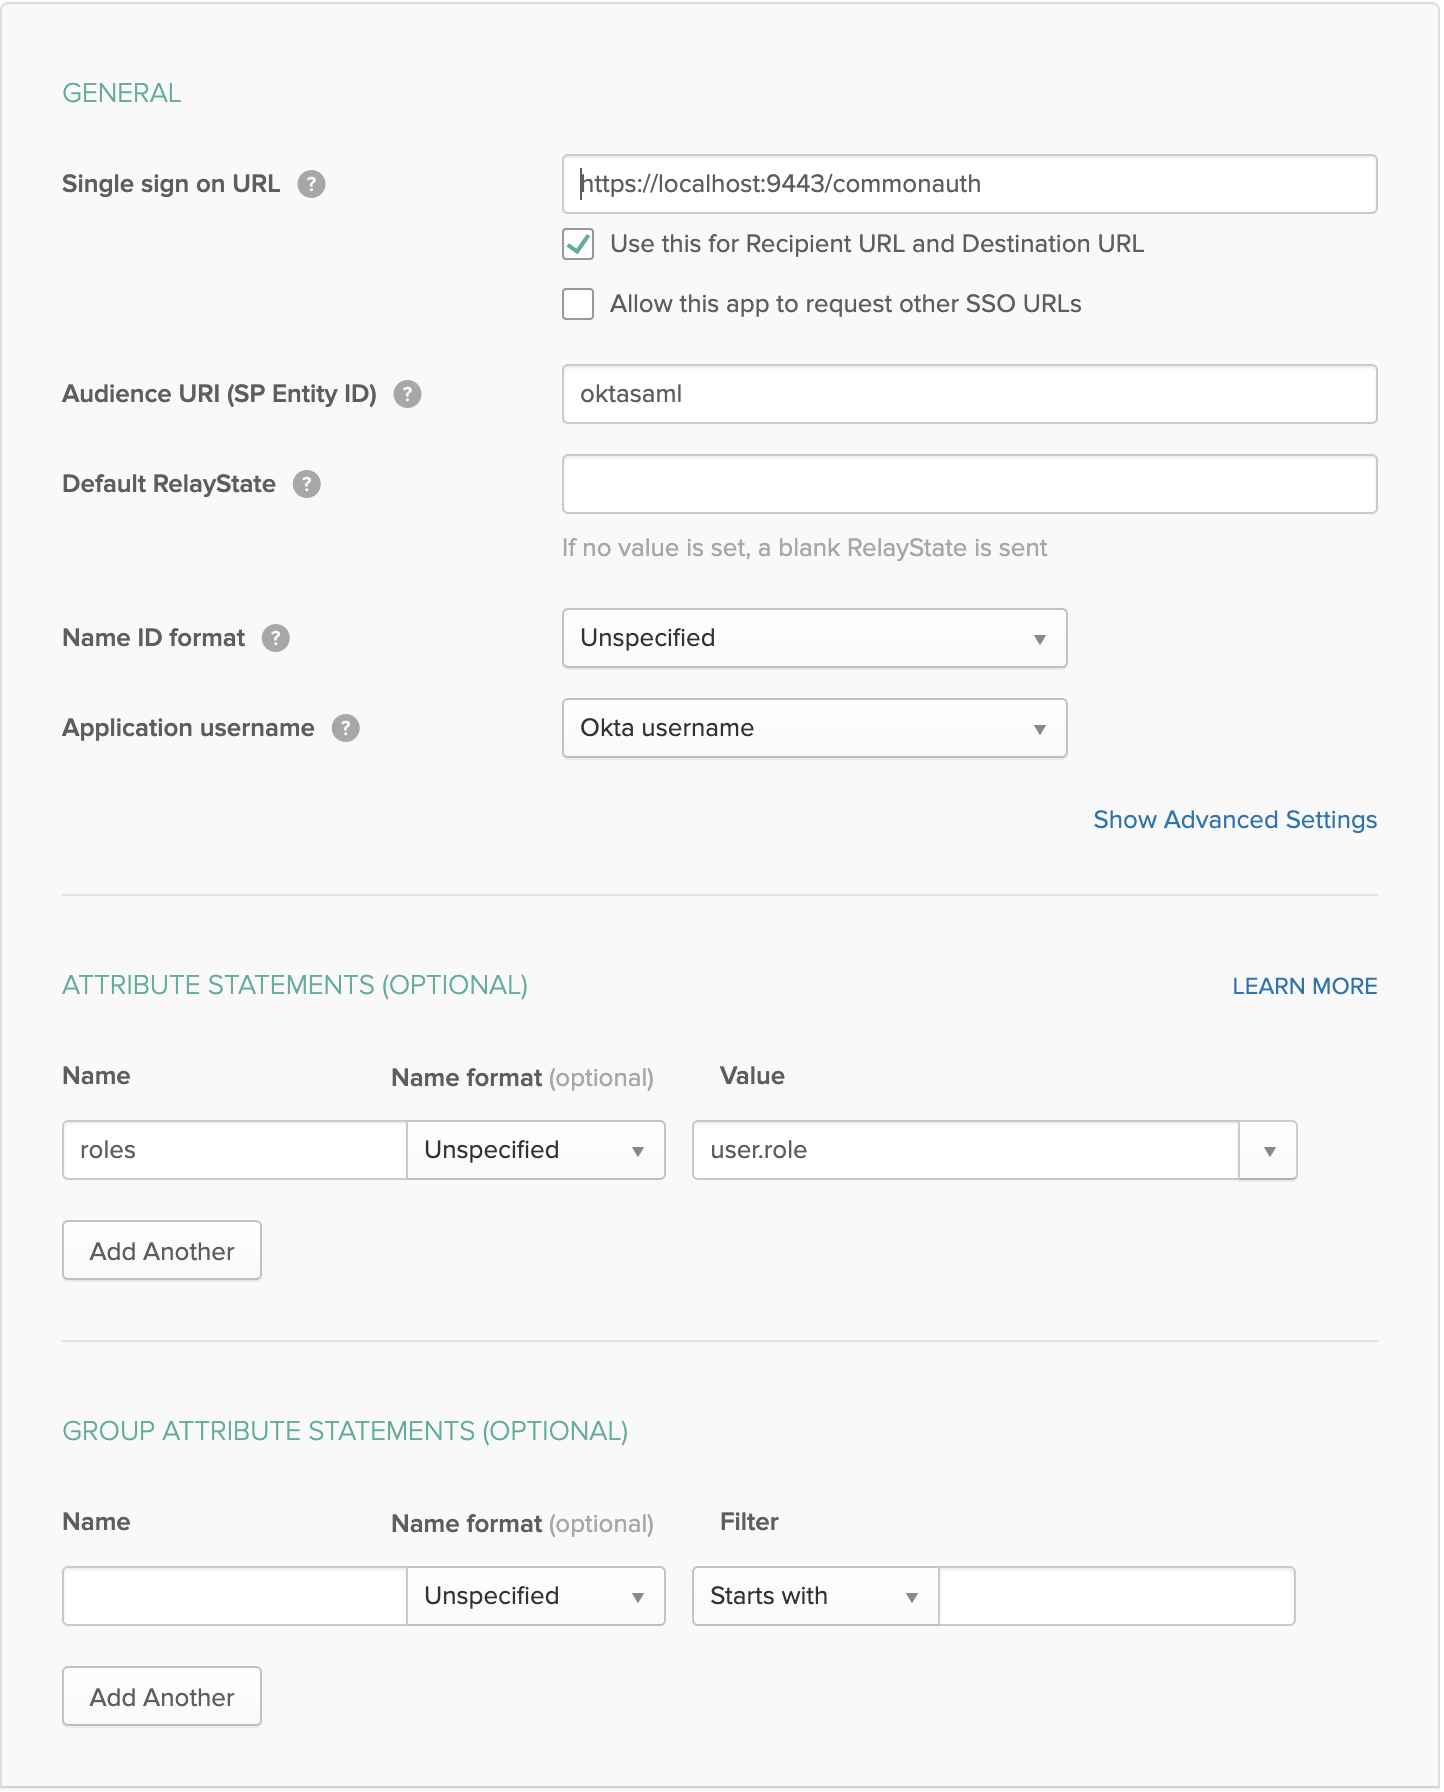 GENERAL
Single sign on URL ?
https://localhost:9443/commonauth
Use this for Recipient URL and Destination URL
Allow this app to request other SSO URLs
Audience URI (SP Entity ID) ?
oktasaml
Default RelayState ?
If no value is set, a blank RelayState is sent
Name ID format ?
Unspecified
Application username ?
Okta username
Show Advanced Settings
ATTRIBUTE STATEMENTS (OPTIONAL)
LEARN MORE
Name
Name format (optional)
Value
roles
Unspecified
user.role
Add Another
GROUP ATTRIBUTE STATEMENTS (OPTIONAL)
Name
Name format (optional)
Filter
Unspecified
Starts with
Add Another